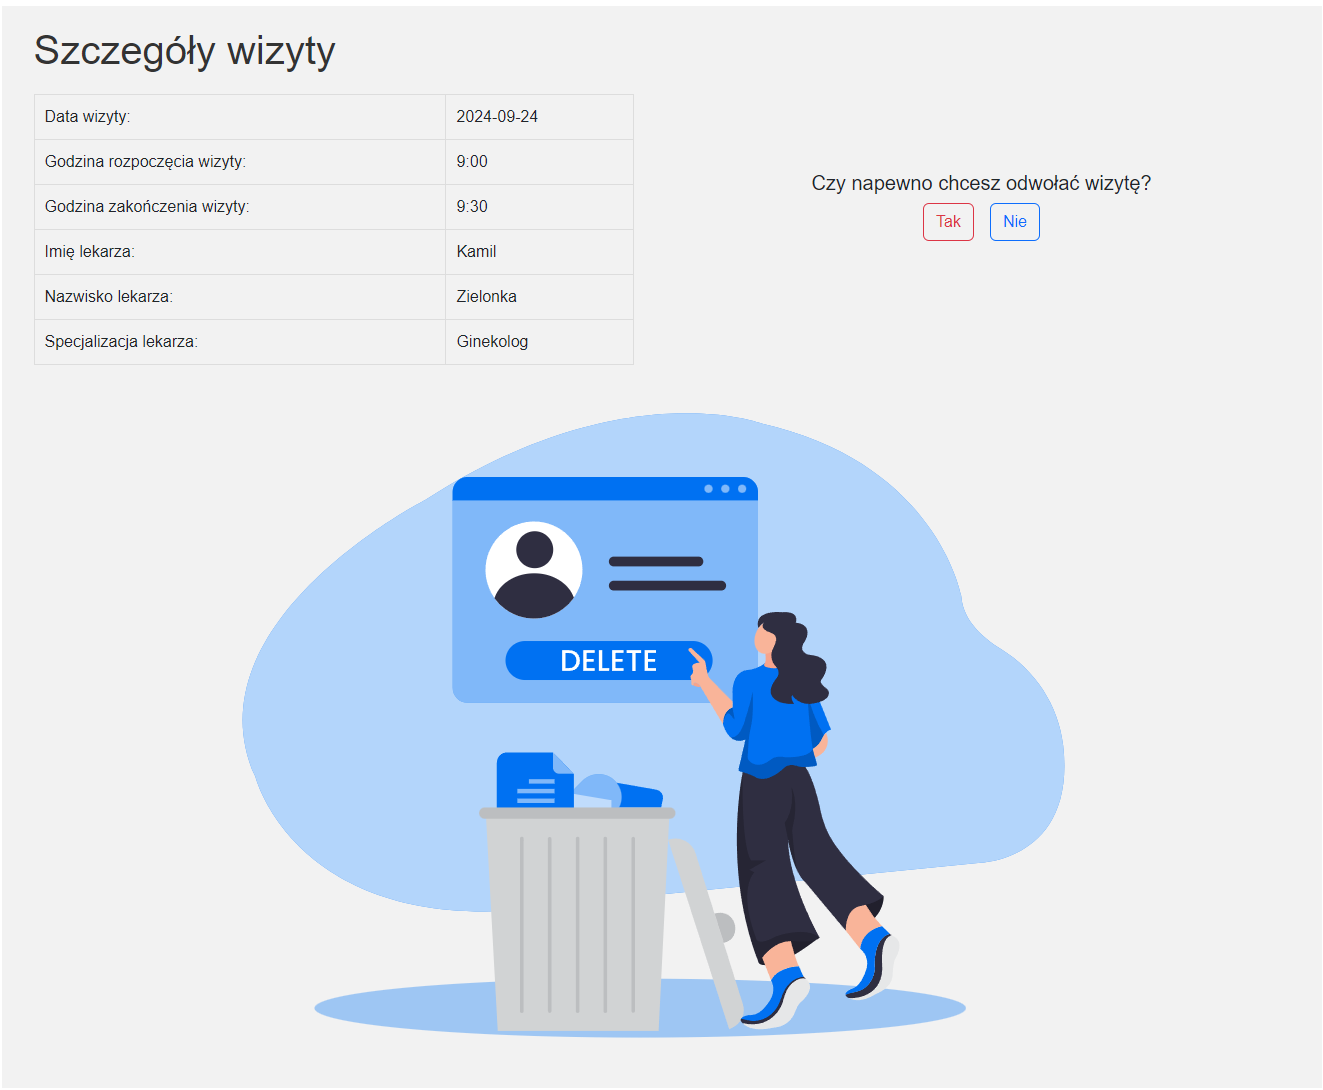 Szczegóły wizyty
Data wizyty: 2024-09-24
Godzina rozpoczęcia wizyty: 9:00
Godzina zakończenia wizyty: 9:30
Imię lekarza: Kamil
Nazwisko lekarza: Zielonka
Specjalizacja lekarza: Ginekolog
Czy napewno chcesz odwołać wizytę?
Tak Nie
DELETE